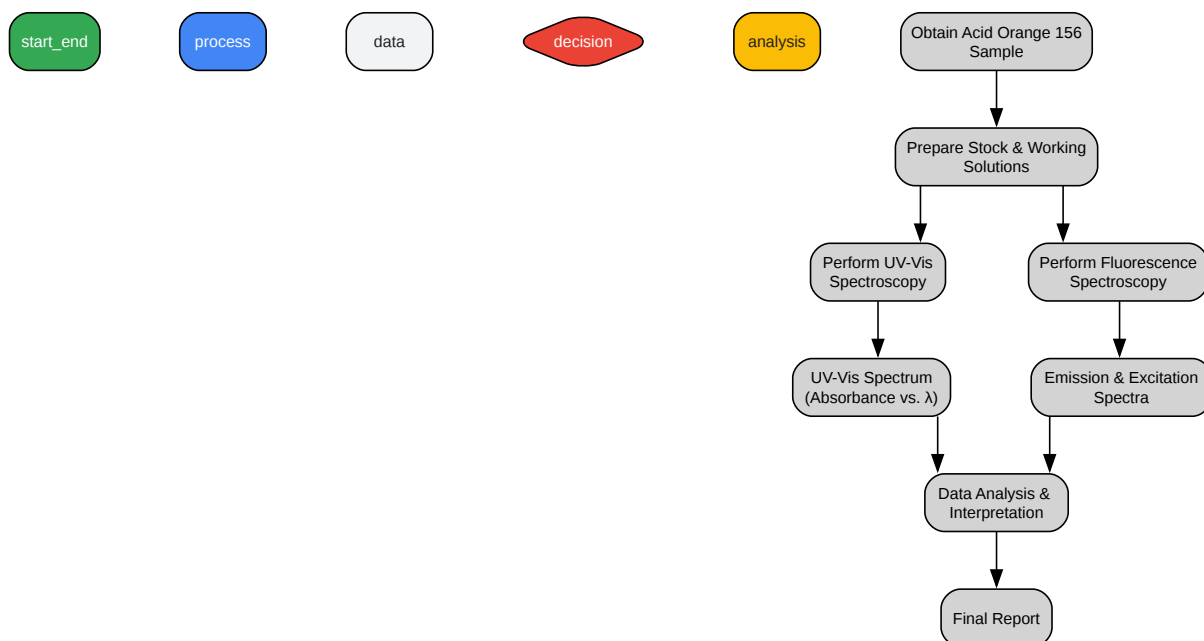 start_end
process
data
decision
analysis
Obtain Acid Orange 156
Sample
Prepare Stock & Working
Solutions
Perform UV-Vis
Spectroscopy
Perform Fluorescence
Spectroscopy
UV-Vis Spectrum
(Absorbance vs. λ)
Emission & Excitation
Spectra
Data Analysis &
Interpretation
Final Report